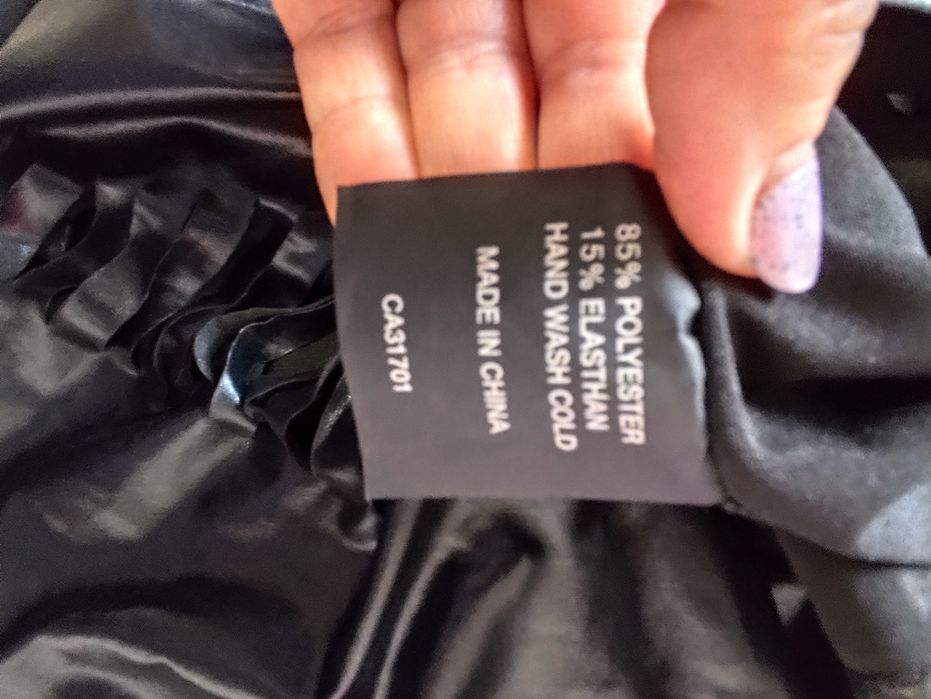 85% POLYESTER
15% ELASTHAN
HAND WASH COLD
MADE IN CHINA
CA31701